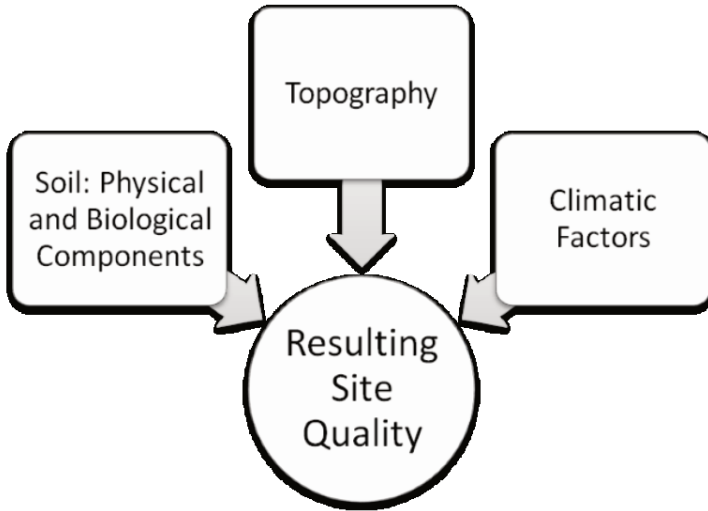 Topography
Soil: Physical
and Biological
Components
Climatic
Factors
Resulting
Site
Quality